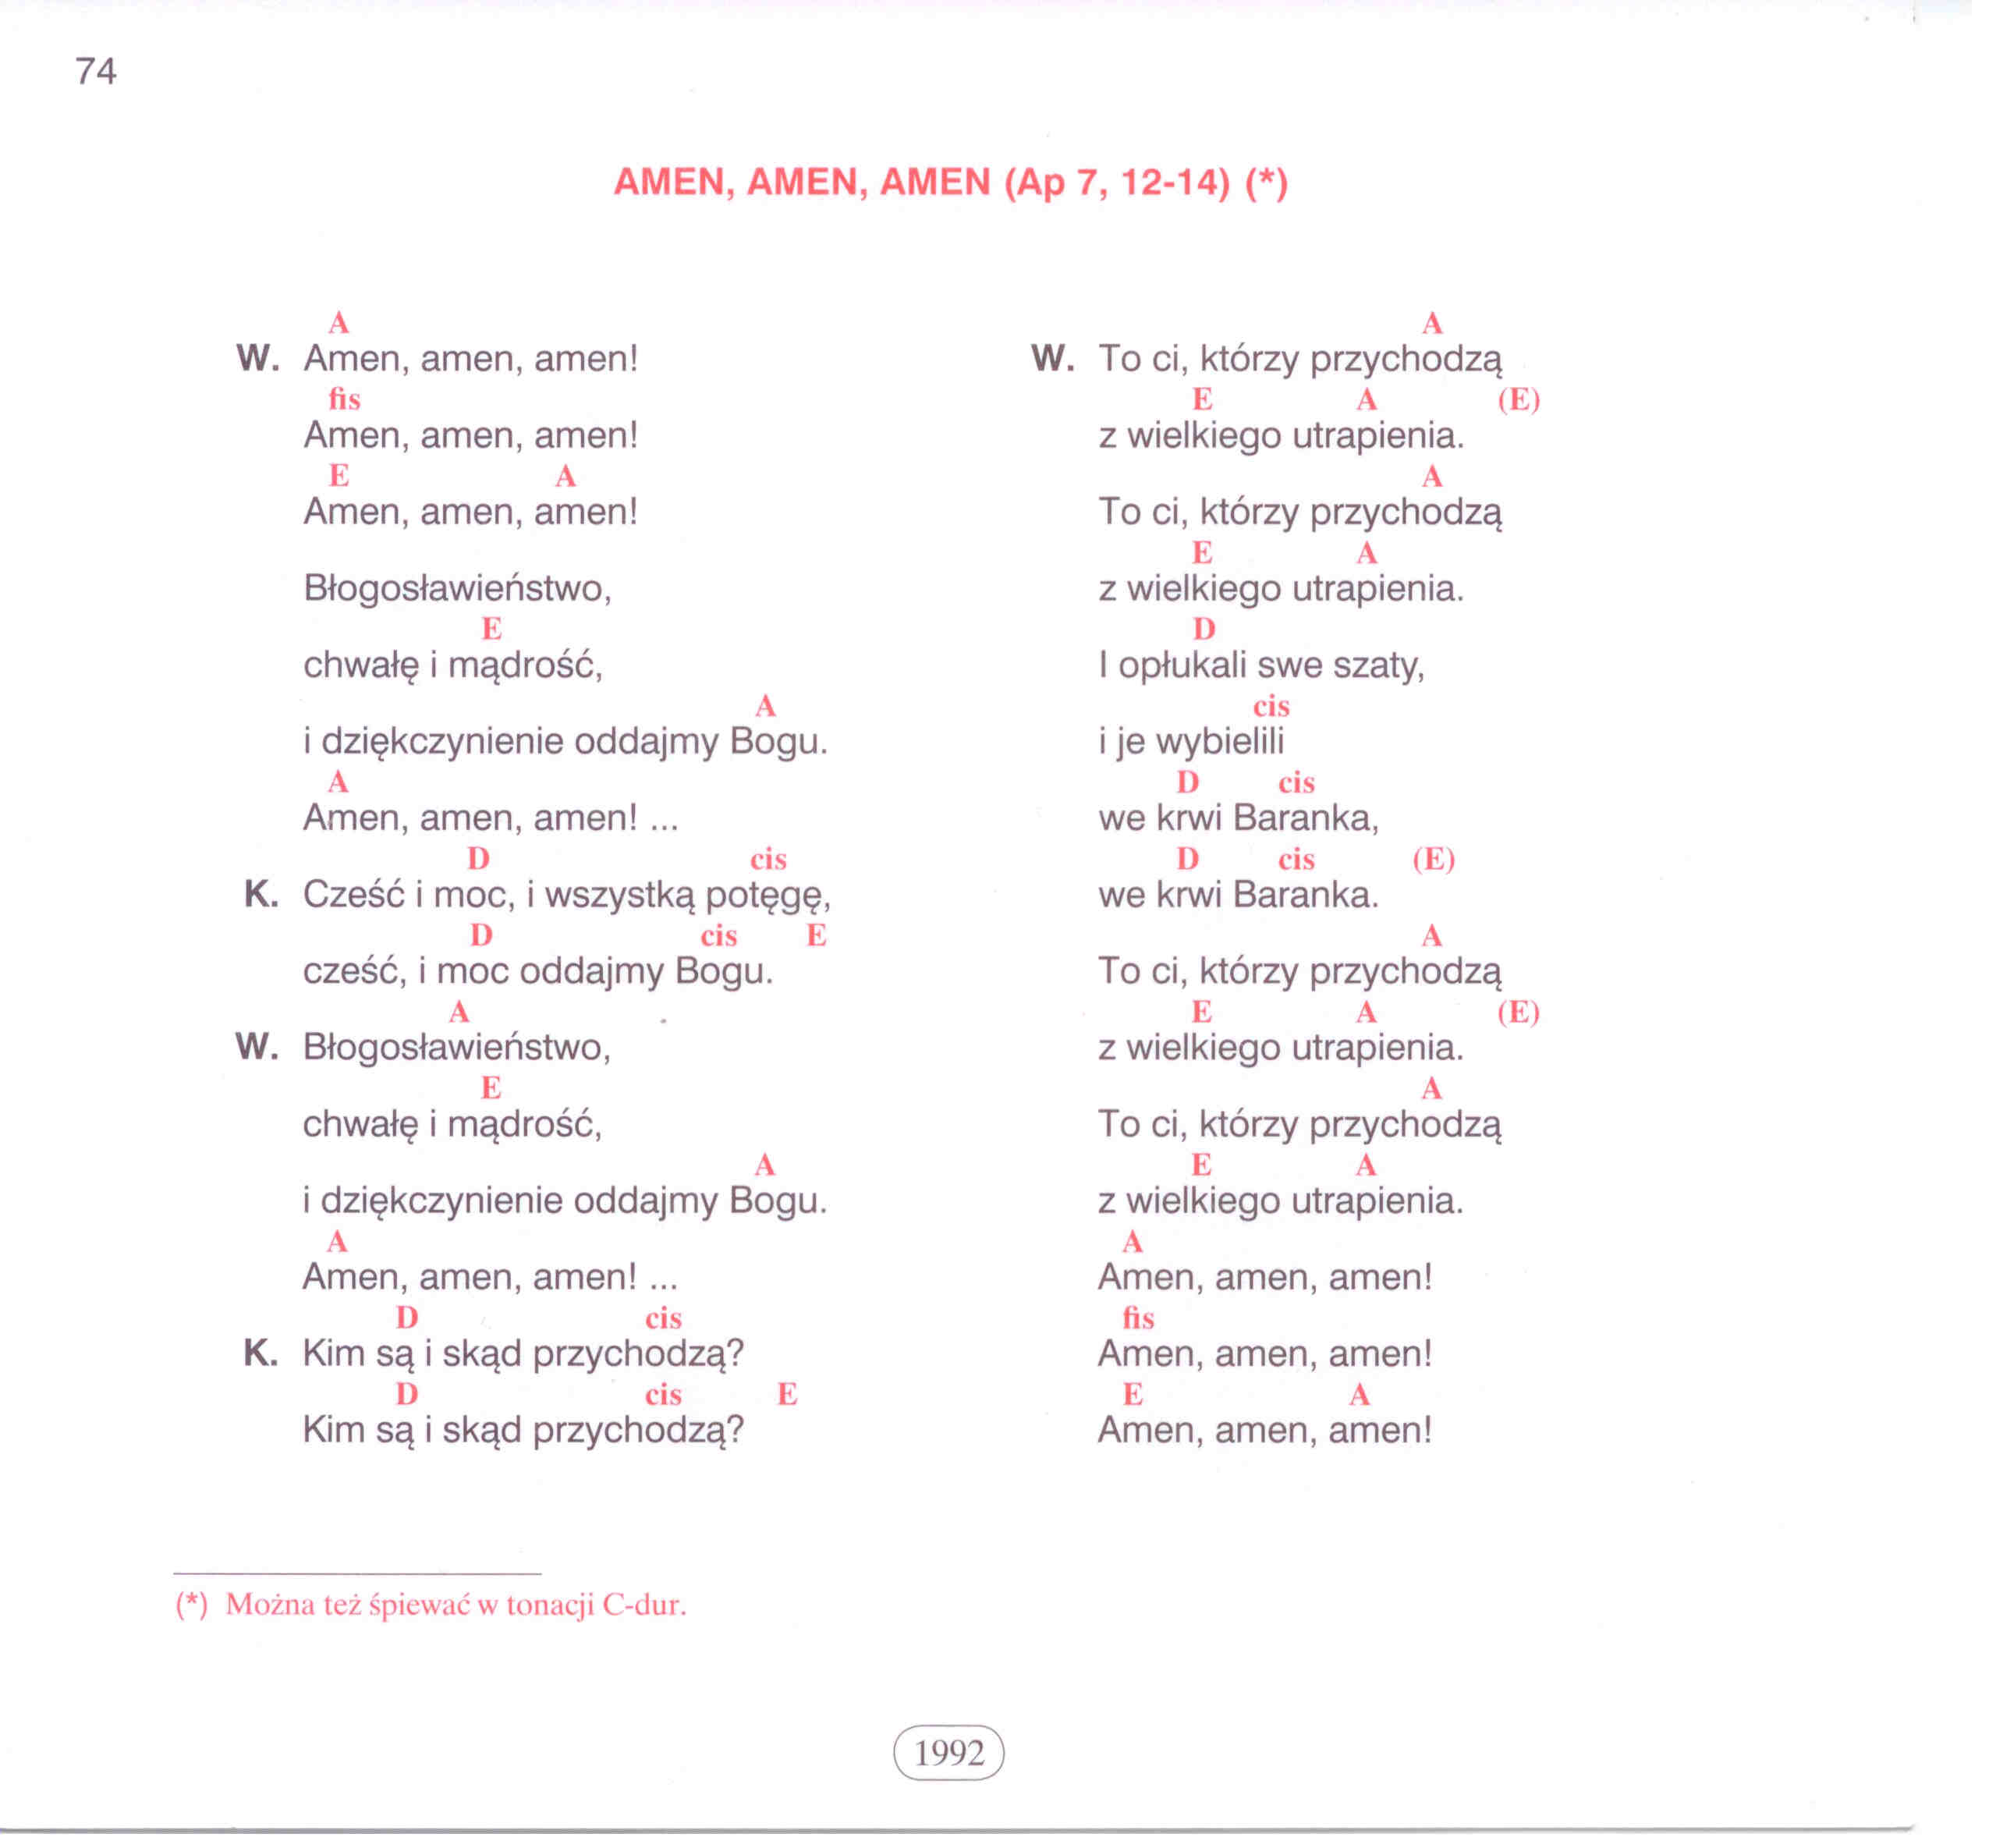 74
AMEN, AMEN, AMEN (Ap 7, 12-14) (*)
A
W. Amen, amen, amen!
fis
Amen, amen, amen!
E A
Amen, amen, amen!
Błogosławieństwo,
E
chwałę i mądrość,
A
i dziękczynienie oddajmy Bogu.
A
Amen, amen, amen! ...
D cis
K. Cześć i moc, i wszystką potęgę,
D cis E
cześć, i moc oddajmy Bogu.
A
W. Błogosławieństwo,
E
chwałę i mądrość,
A
i dziękczynienie oddajmy Bogu.
A
Amen, amen, amen! ...
D cis
K. Kim są i skąd przychodzą?
D cis E
Kim są i skąd przychodzą?
A
W. To ci, którzy przychodzą
E A (E)
z wielkiego utrapienia.
A
To ci, którzy przychodzą
E A
z wielkiego utrapienia.
D
I opłukali swe szaty,
cis
i je wybielili
D cis
we krwi Baranka,
D cis (E)
we krwi Baranka.
A
To ci, którzy przychodzą
E A (E)
z wielkiego utrapienia.
A
To ci, którzy przychodzą
E A
z wielkiego utrapienia.
A
Amen, amen, amen!
fis
Amen, amen, amen!
E A
Amen, amen, amen!
(*) Można też śpiewać w tonacji C-dur.
1992